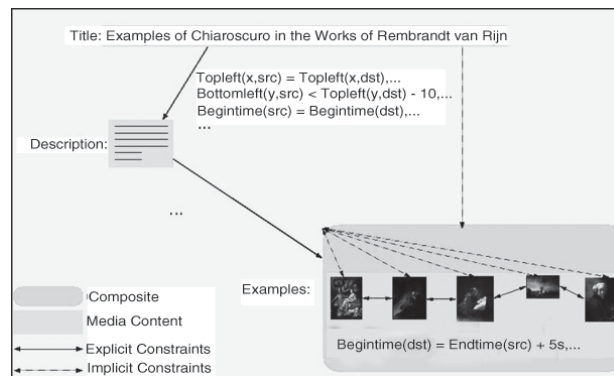 Title: Examples of Chiaroscuro in the Works of Rembrandt van Rijn
Topleft(x,src) = Topleft(x,dst),...
Bottomleft(y,src) < Topleft(y,dst) - 10,...
Begintime(src) = Begintime(dst),...
...
Description:
...
Examples:
Begintime(dst) = Endtime(src) + 5s,...
Composite
Media Content
Explicit Constraints
Implicit Constraints